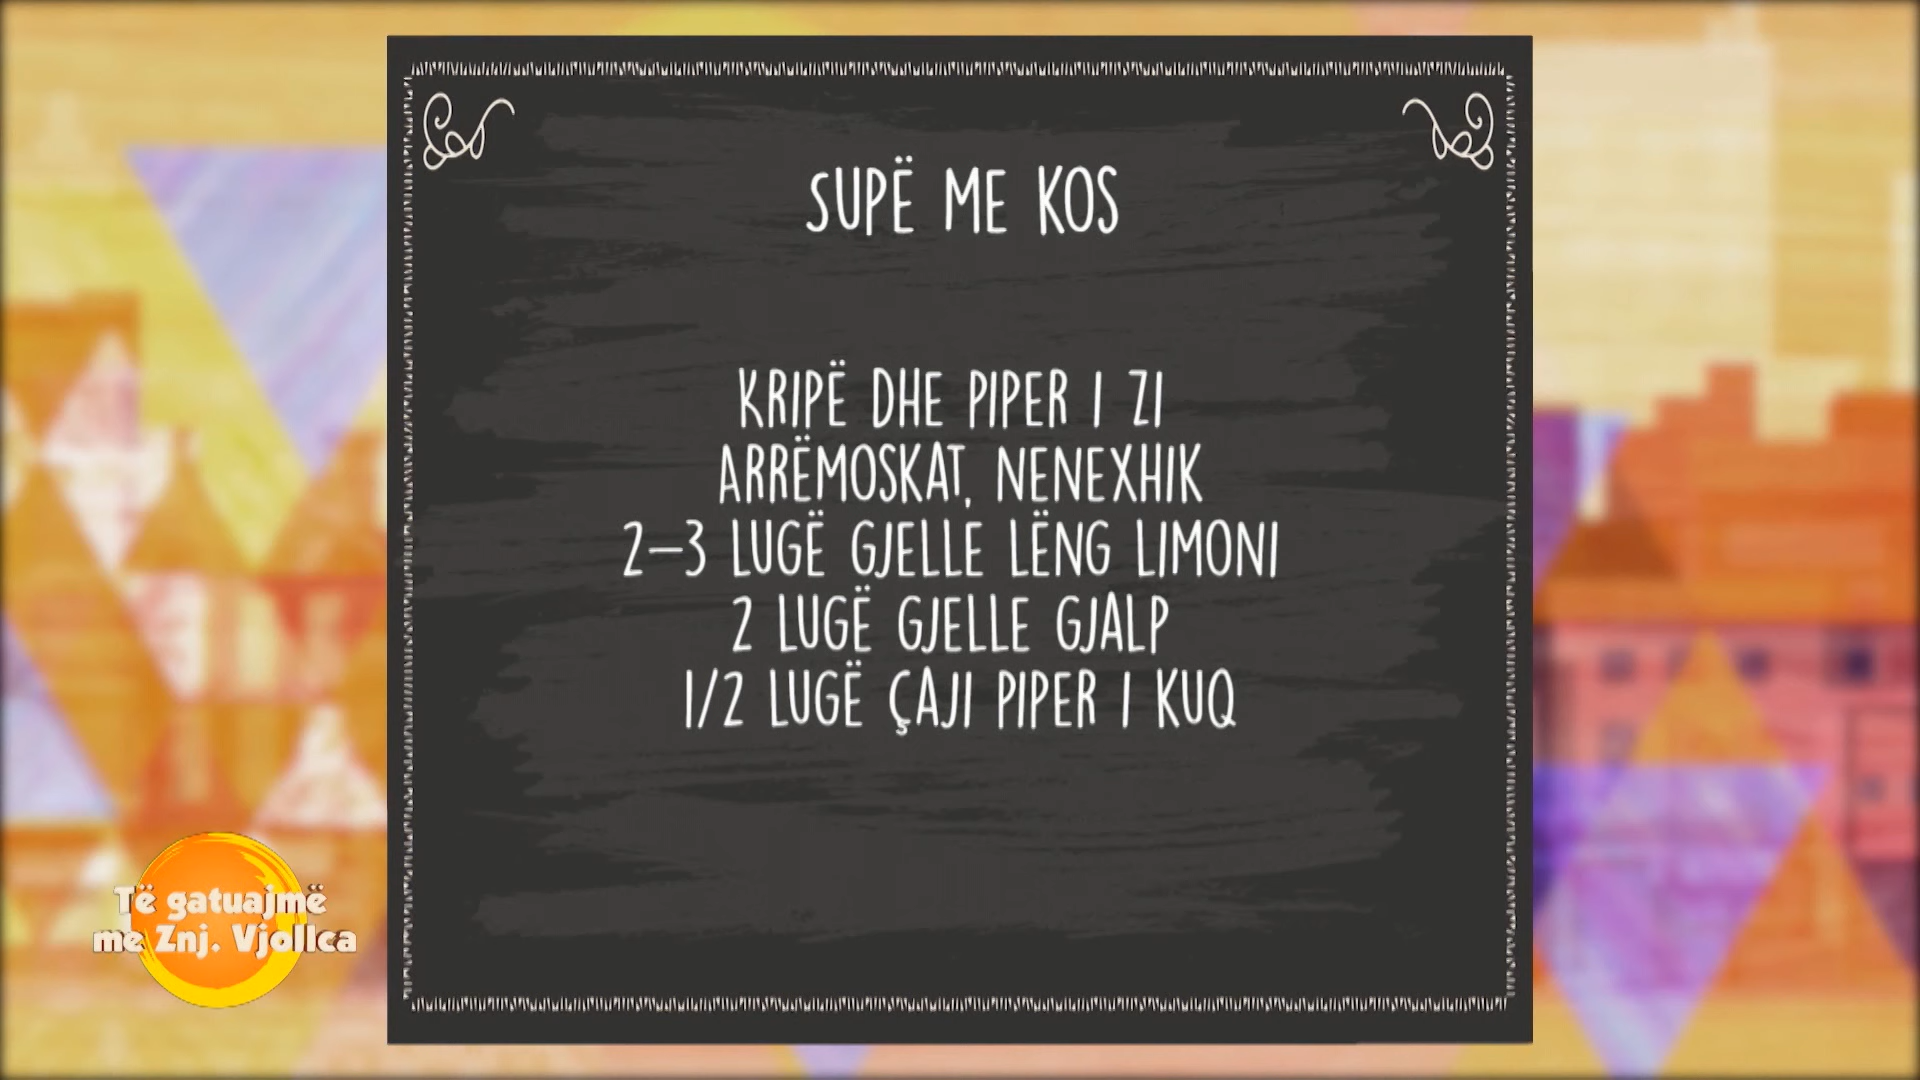 SUPË ME KOS
KRIPË DHE PIPER I ZI
ARRËMOSKAT, NENEXHIK
2-3 LUGË GJELLE LËNG LIMONI
2 LUGË GJELLE GJALP
1/2 LUGË ÇAJI PIPER I KUQ
Të gatuajmë
me Znj. Vjollca